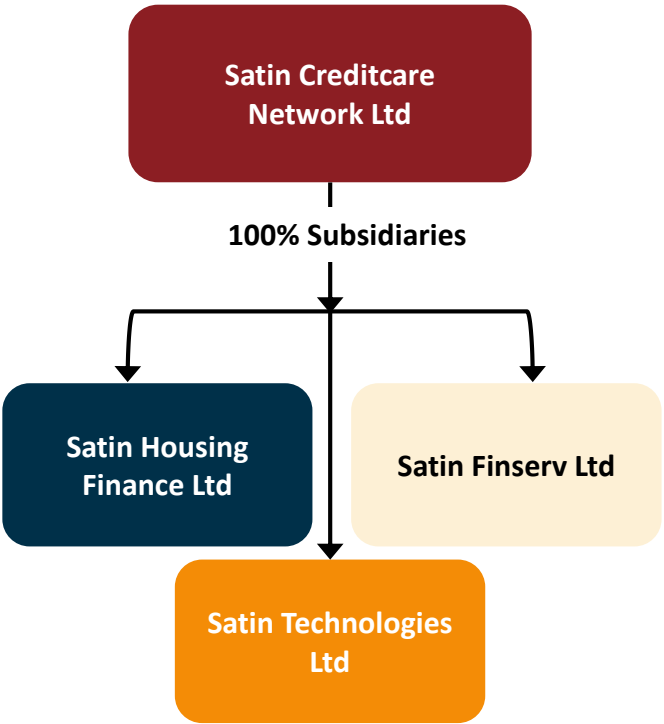 Satin Creditcare
Network Ltd
100% Subsidiaries
Satin Housing
Finance Ltd
Satin Finserv Ltd
Satin Technologies
Ltd